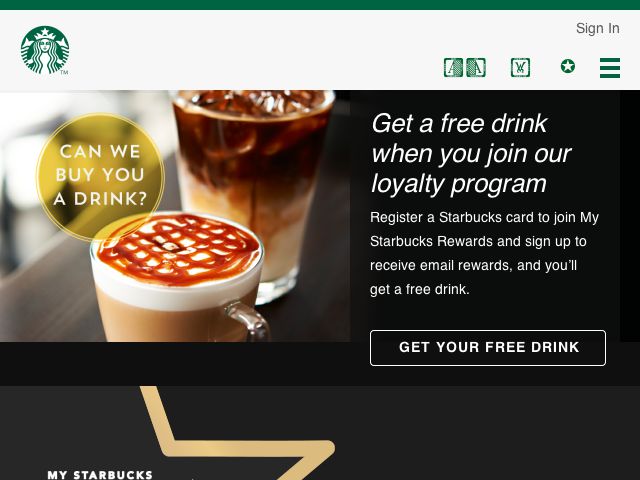 Sign In
CAN WE
BUY YOU
A DRINK?
Get a free drink
when you join our
loyalty program
Register a Starbucks card to join My
Starbucks Rewards and sign up to
receive email rewards, and you'll
get a free drink.
GET YOUR FREE DRINK
MY STARBUCKS